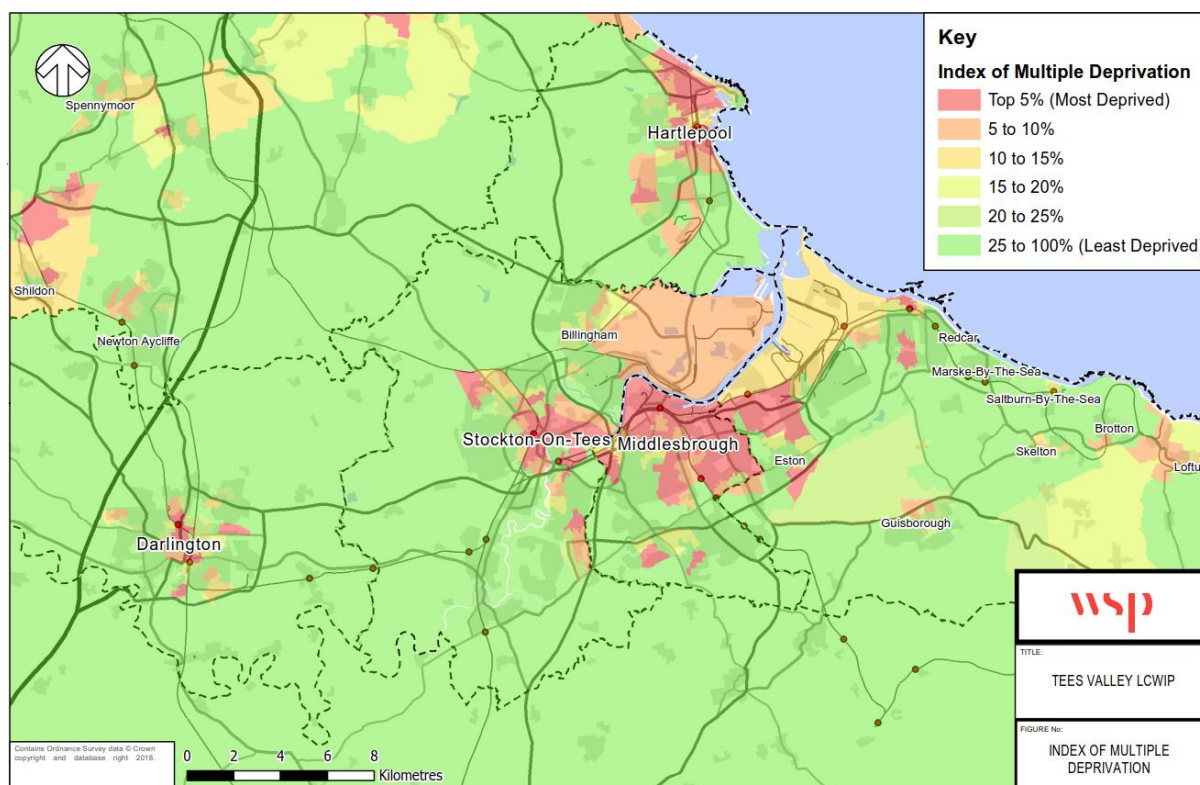 Key
Index of Multiple Deprivation
Top 5% (Most Deprived)
5 to 10%
10 to 15%
15 to 20%
20 to 25%
25 to 100% (Least Deprived
Spennymoor
Hartlepool
Shildon
Newton Aycliffe
Billingham
Redcar
Marske-By-The-Sea
Saltburn-By-The-Sea
Stockton-On-Tees
Middlesbrough
Eston
Skelton
Brotton
Loftu
Guisborough
Darlington
wsp
TITLE:
TEES VALLEY LCWIP
FIGURE No:
INDEX OF MULTIPLE
DEPRIVATION
Contains Ordnance Survey data © Crown
copyright and database right 2018.
0 2 4 6 8
Kilometres